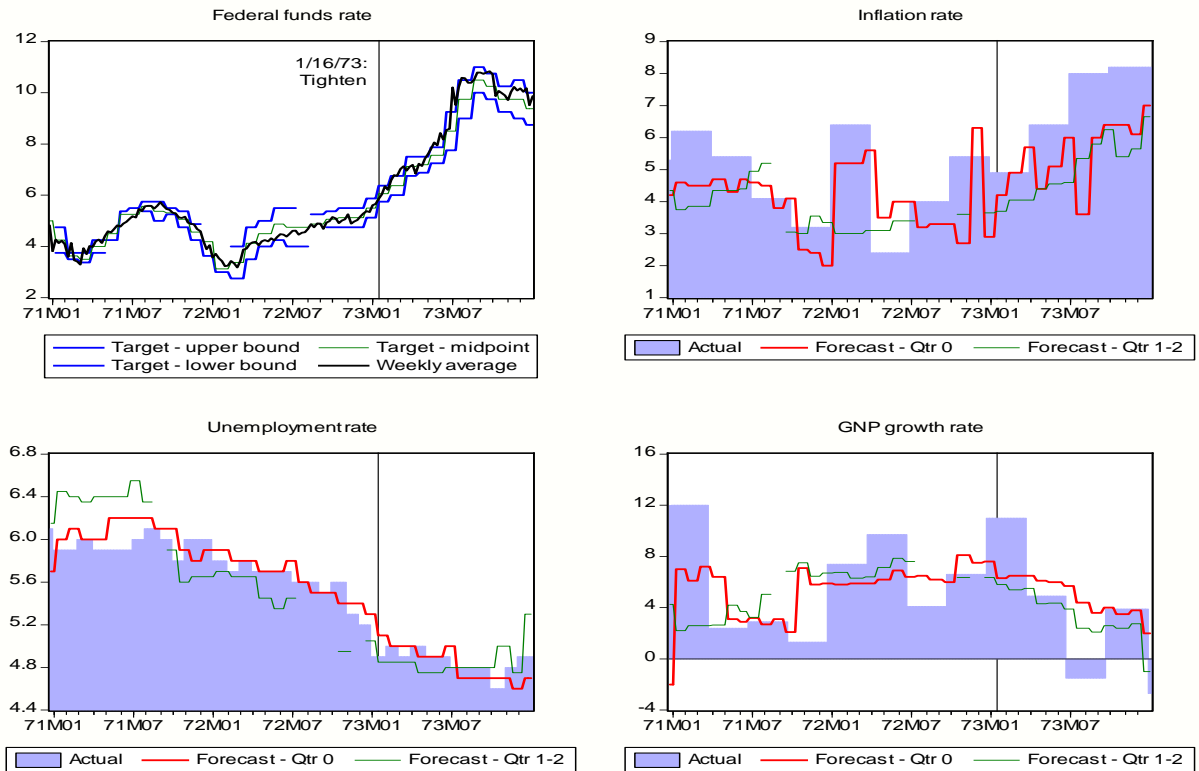 Federal funds rate
12
10
8
6
4
2
1/16/73:
Tighten
71M01 71M07 72M01 72M07 73M01 73M07
Target - upper bound Target - midpoint
Target - lower bound Weekly average
Inflation rate
9
8
7
6
5
4
3
2
1
71M01 71M07 72M01 72M07 73M01 73M07
Actual Forecast - Qtr 0 Forecast - Qtr 1-2
Unemployment rate
6.8
6.4
6.0
5.6
5.2
4.8
4.4
71M01 71M07 72M01 72M07 73M01 73M07
Actual Forecast - Qtr 0 Forecast - Qtr 1-2
GNP growth rate
16
12
8
4
0
-4
71M01 71M07 72M01 72M07 73M01 73M07
Actual Forecast - Qtr 0 Forecast - Qtr 1-2